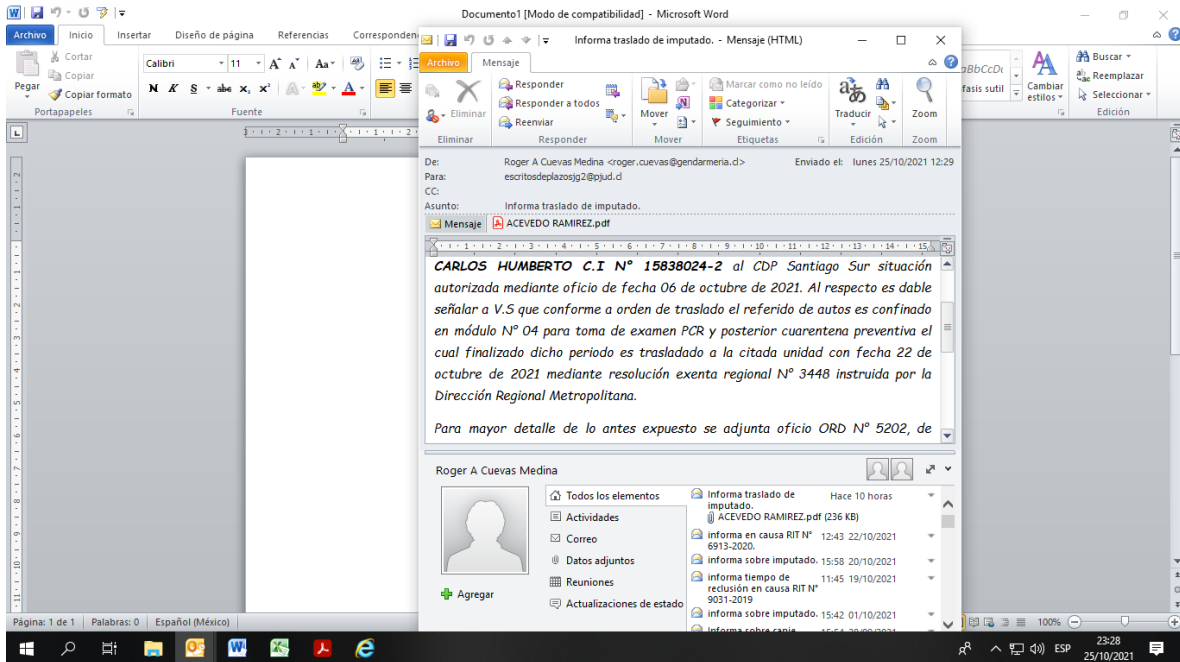 Documento1 [Modo de compatibilidad] - Microsoft Word
Archivo Inicio Insertar Diseño de página Referencias
Cortar
Copiar
Pegar
Copiar formato
Portapapeles
Calibri 11 A A Aa
N K S abc x₂ x² A ab A
Fuente
Buscar
Reemplazar
Seleccionar
Cambiar estilos
Edición
Informa traslado de imputado. - Mensaje (HTML)
Archivo Mensaje
Eliminar
Eliminar
Responder
Responder a todos
Reenviar
Responder
Mover
Mover
Marcar como no leído
Categorizar
Seguimiento
Etiquetas
Traducir
Edición
Zoom
Zoom
De: Roger A Cuevas Medina <roger.cuevas@gendarmeria.cl> Enviado el: lunes 25/10/2021 12:29
Para: escritosdeplazosjg2@pjud.cl
CC:
Asunto: Informa traslado de imputado.
Mensaje ACEVEDO RAMIREZ.pdf
CARLOS HUMBERTO C.I N° 15838024-2 al CDP Santiago Sur situación
autorizada mediante oficio de fecha 06 de octubre de 2021. Al respecto es dable
señalar a V.S que conforme a orden de traslado el referido de autos es confinado
en módulo N° 04 para toma de examen PCR y posterior cuarentena preventiva el
cual finalizado dicho periodo es trasladado a la citada unidad con fecha 22 de
octubre de 2021 mediante resolución exenta regional N° 3448 instruida por la
Dirección Regional Metropolitana.
Para mayor detalle de lo antes expuesto se adjunta oficio ORD N° 5202, de
Roger A Cuevas Medina
Agregar
Todos los elementos
Actividades
Correo
Datos adjuntos
Reuniones
Actualizaciones de estado
Informa traslado de imputado. Hace 10 horas
ACEVEDO RAMIREZ.pdf (236 KB)
informa en causa RIT N° 6913-2020. 12:43 22/10/2021
informa sobre imputado. 15:58 20/10/2021
informa tiempo de reclusión en causa RIT N° 9031-2019 11:45 19/10/2021
informa sobre imputado. 15:42 01/10/2021
Página: 1 de 1 Palabras: 0 Español (México) 100%
ESP 23:28
25/10/2021